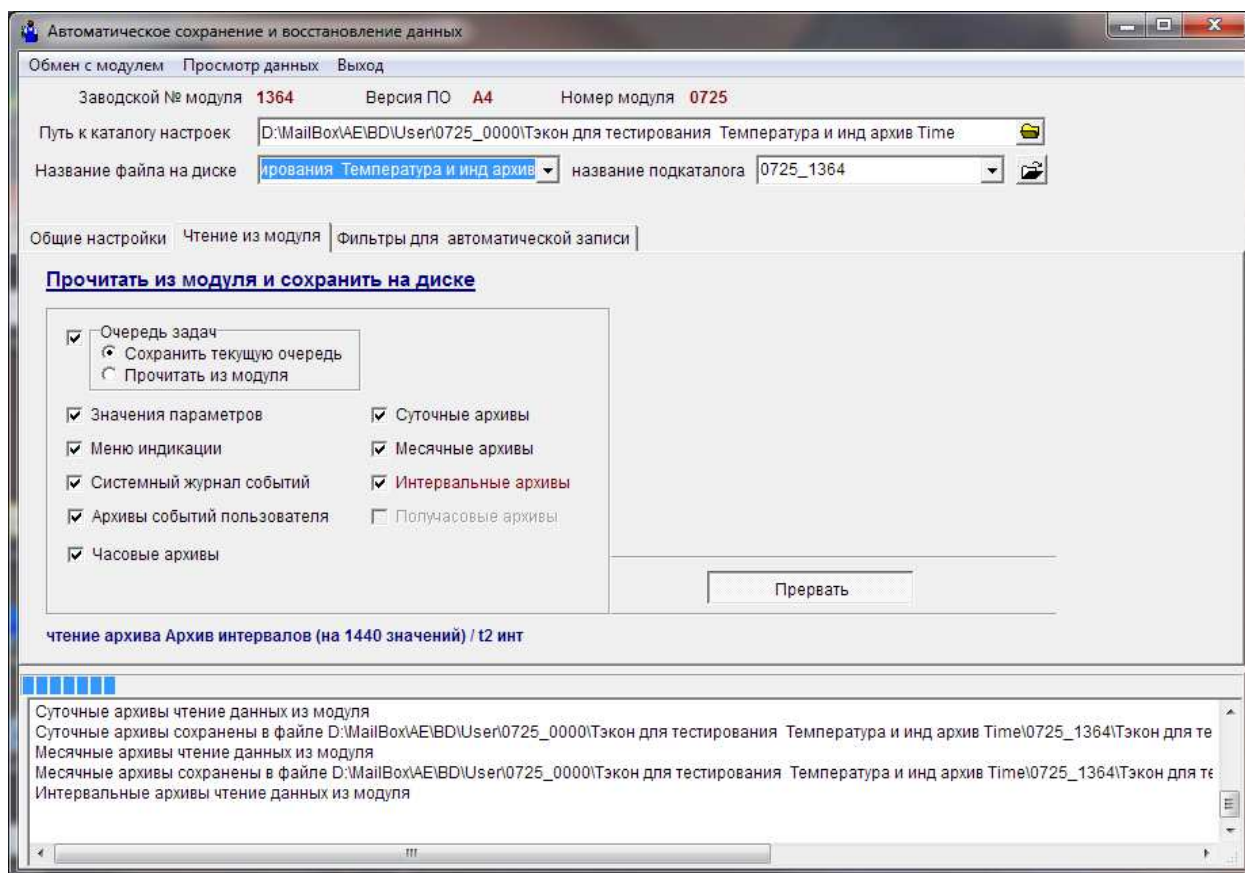 Автоматическое сохранение и восстановление данных
Обмен с модулем Просмотр данных Выход
Заводской № модуля 1364 Версия ПО A4 Номер модуля 0725
Путь к каталогу настроек D:\MailBox\AE\BD\User\0725_0000\Тэкон для тестирования Температура и инд архив Time
Название файла на диске ирования Температура и инд архив название подкаталога 0725_1364
Общие настройки Чтение из модуля Фильтры для автоматической записи
Прочитать из модуля и сохранить на диске
Очередь задач
Сохранить текущую очередь
Прочитать из модуля
Значения параметров Суточные архивы
Меню индикации Месячные архивы
Системный журнал событий Интервальные архивы
Архивы событий пользователя Получасовые архивы
Часовые архивы
Прервать
чтение архива Архив интервалов (на 1440 значений) / t2 инт
Суточные архивы чтение данных из модуля
Суточные архивы сохранены в файле D:\MailBox\AE\BD\User\0725_0000\Тэкон для тестирования Температура и инд архив Time\0725_1364\Тэкон для те
Месячные архивы чтение данных из модуля
Месячные архивы сохранены в файле D:\MailBox\AE\BD\User\0725_0000\Тэкон для тестирования Температура и инд архив Time\0725_1364\Тэкон для те
Интервальные архивы чтение данных из модуля